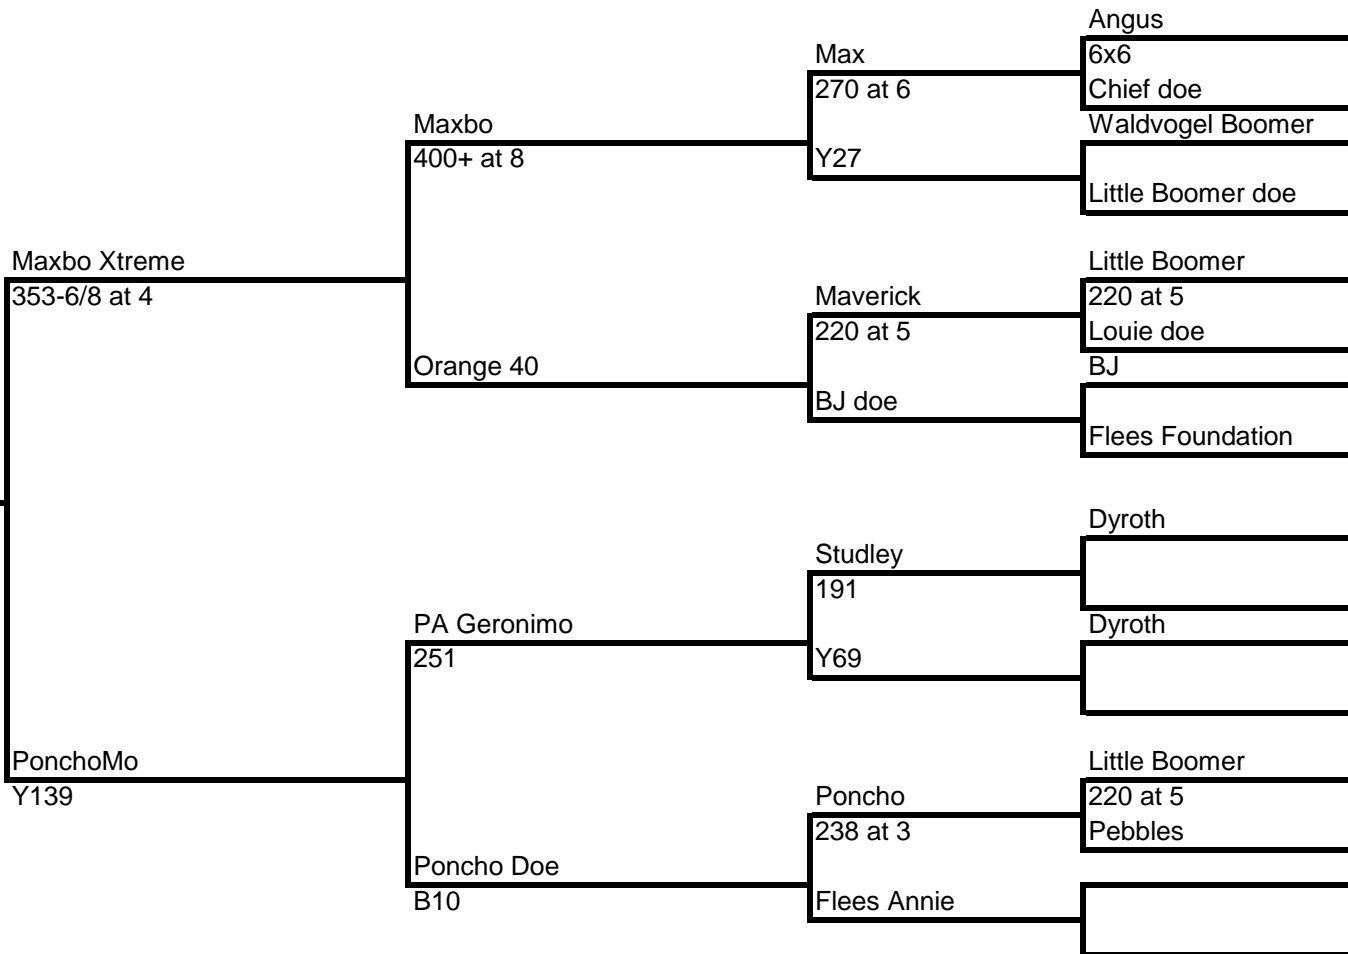 Angus
Max
6x6
270 at 6
Chief doe
Maxbo
Waldvogel Boomer
400+ at 8
Y27
Little Boomer doe
Maxbo Xtreme
Little Boomer
353-6/8 at 4
Maverick
220 at 5
220 at 5
Louie doe
Orange 40
BJ
BJ doe
Flees Foundation
Dyroth
Studley
191
PA Geronimo
Dyroth
251
Y69
PonchoMo
Little Boomer
Y139
Poncho
220 at 5
238 at 3
Pebbles
Poncho Doe
B10
Flees Annie